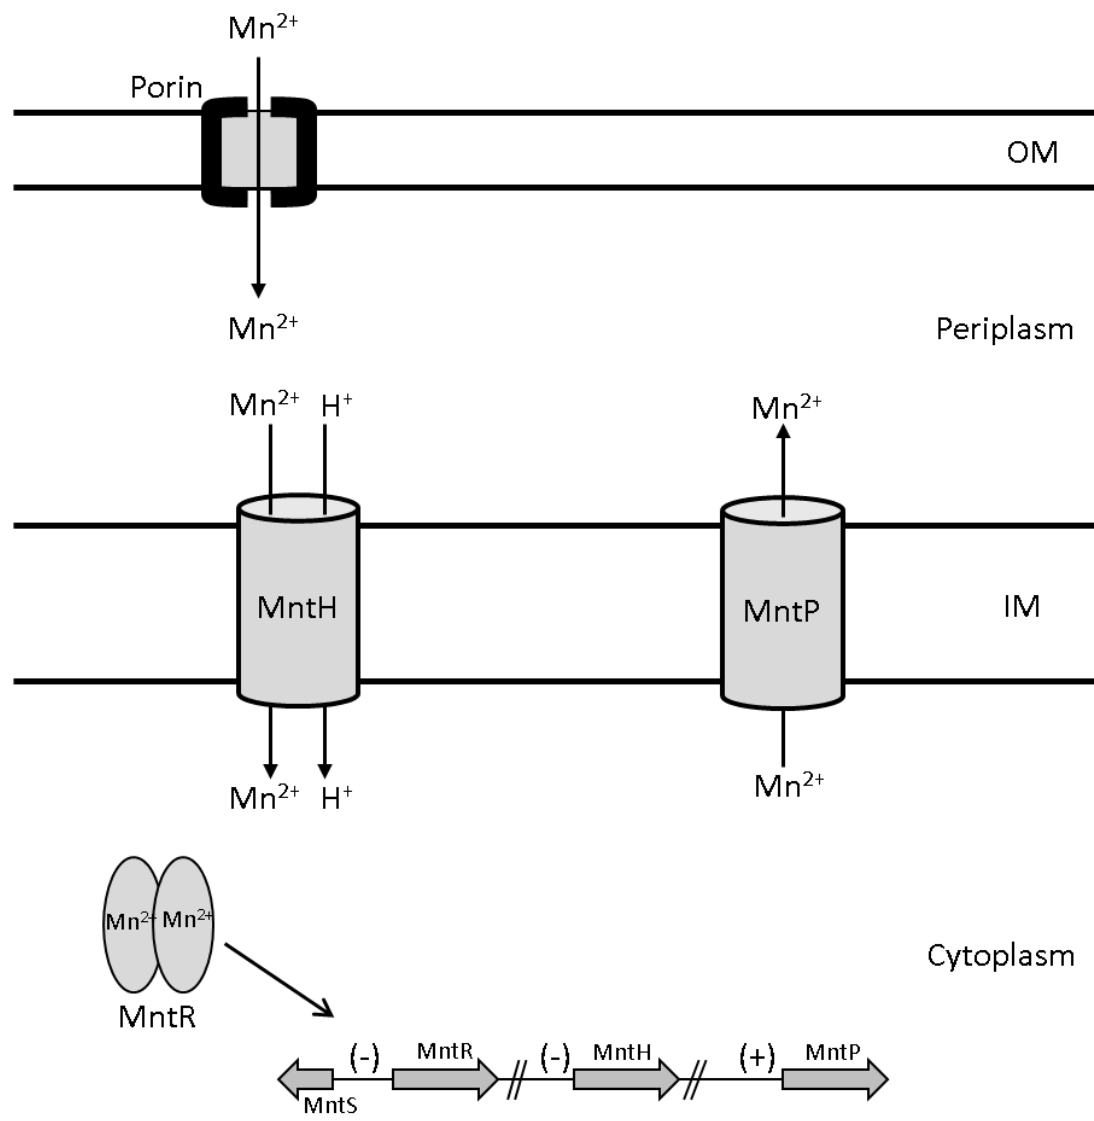 Mn²⁺
Porin
OM
Mn²⁺
Periplasm
Mn²⁺ H⁺
Mn²⁺
MntH
MntP
IM
Mn²⁺ H⁺
Mn²⁺
Mn²⁺ Mn²⁺
Cytoplasm
MntR
(-) MntR (-) MntH (+) MntP
MntS